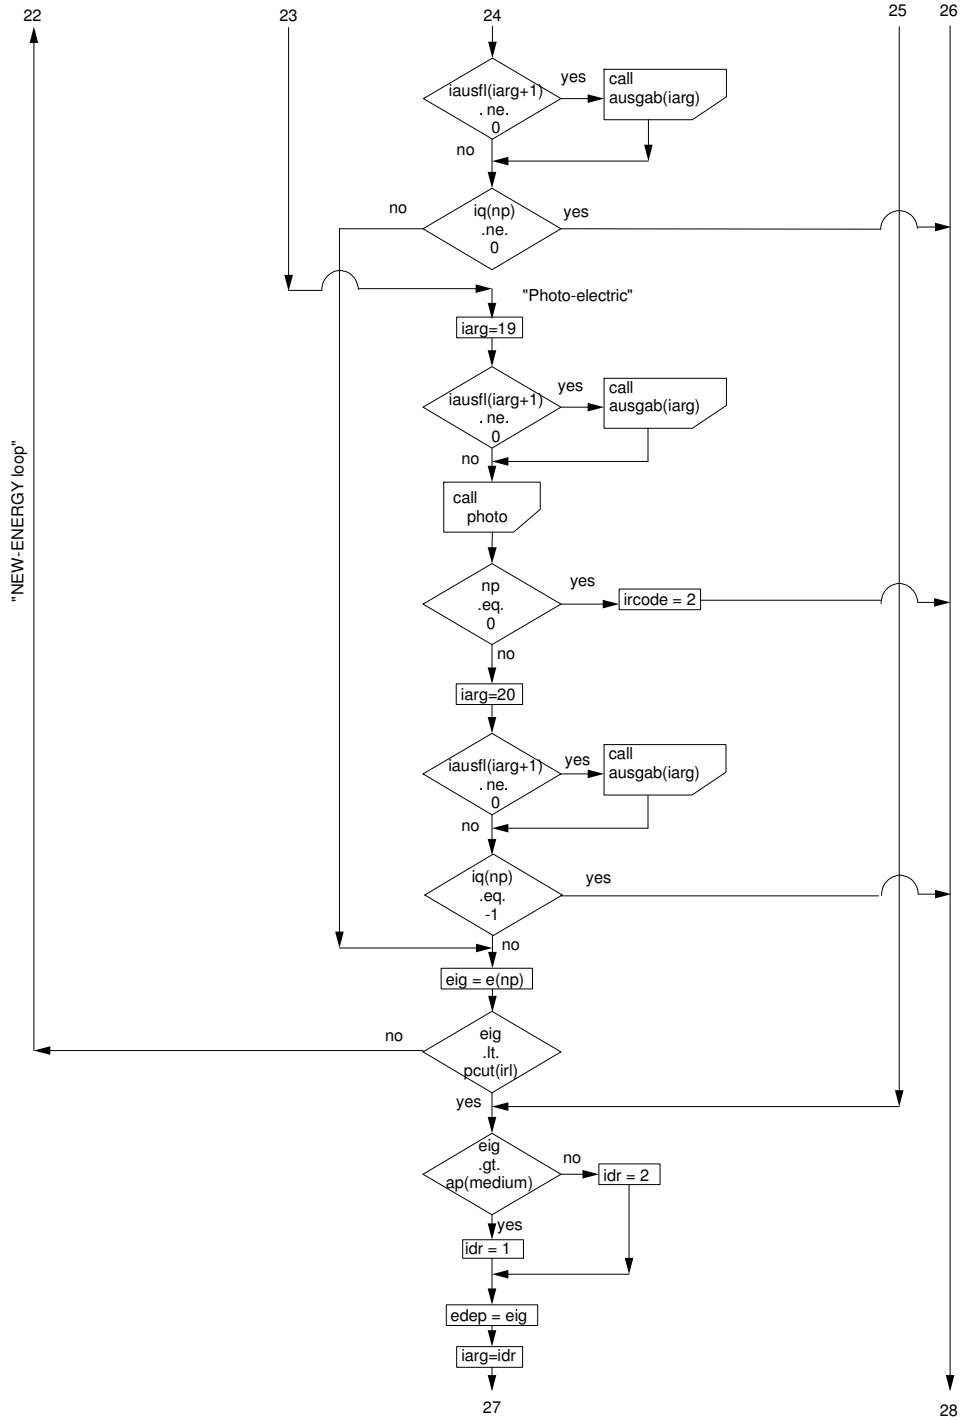 22
23
24
25
26
iausfl(iarg+1)
. ne.
0
yes
call
ausgab(iarg)
no
iq(np)
.ne.
0
no
yes
"Photo-electric"
iarg=19
iausfl(iarg+1)
. ne.
0
yes
call
ausgab(iarg)
no
"NEW-ENERGY loop"
call
photo
np
.eq.
0
yes
ircode = 2
no
iarg=20
iausfl(iarg+1)
. ne.
0
yes
call
ausgab(iarg)
no
iq(np)
.eq.
-1
yes
no
eig = e(np)
eig
.lt.
pcut(irl)
no
yes
eig
.gt.
ap(medium)
no
idr = 2
yes
idr = 1
edep = eig
iarg=idr
27
28